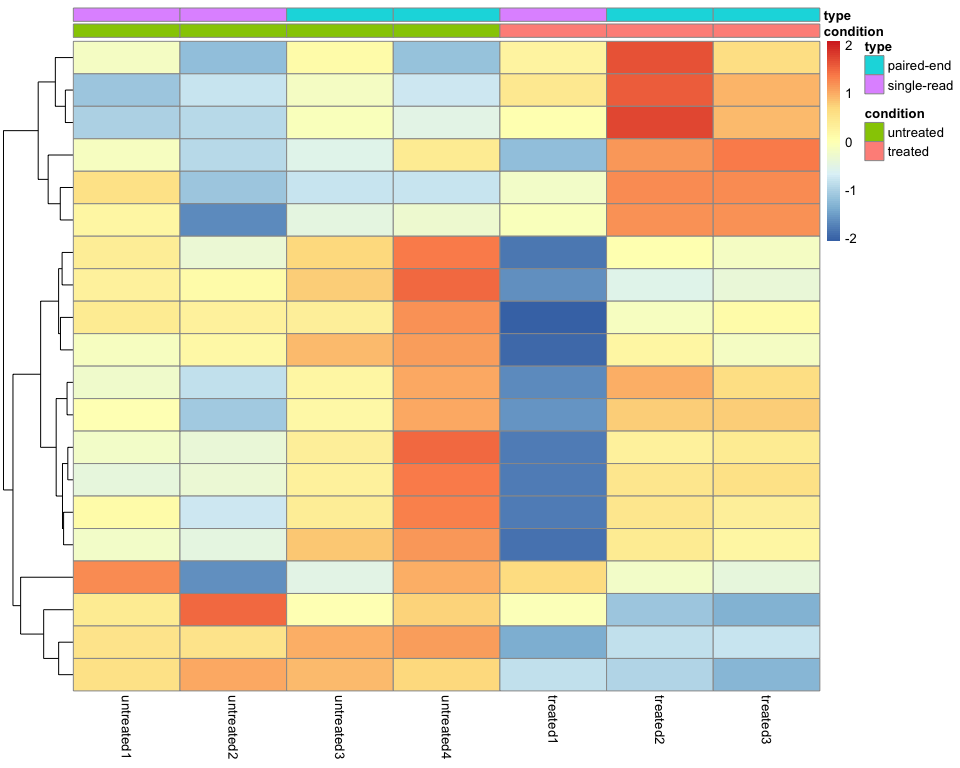 type
condition
2
1
0
-1
-2
type
paired-end
single-read
condition
untreated
treated
untreated1
untreated2
untreated3
untreated4
treated1
treated2
treated3